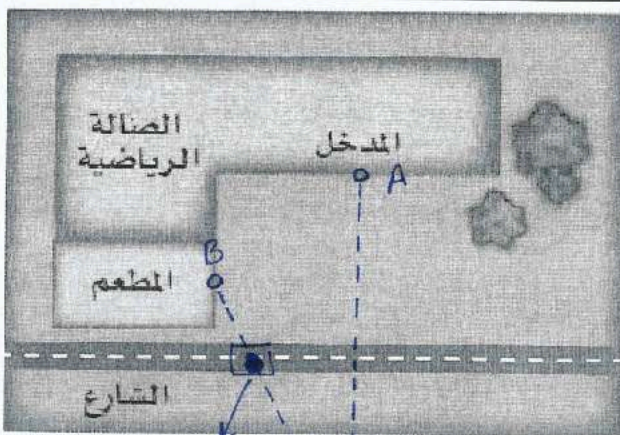 الصالة
الرياضية
المدخل
A
B
المطعم
الشارع